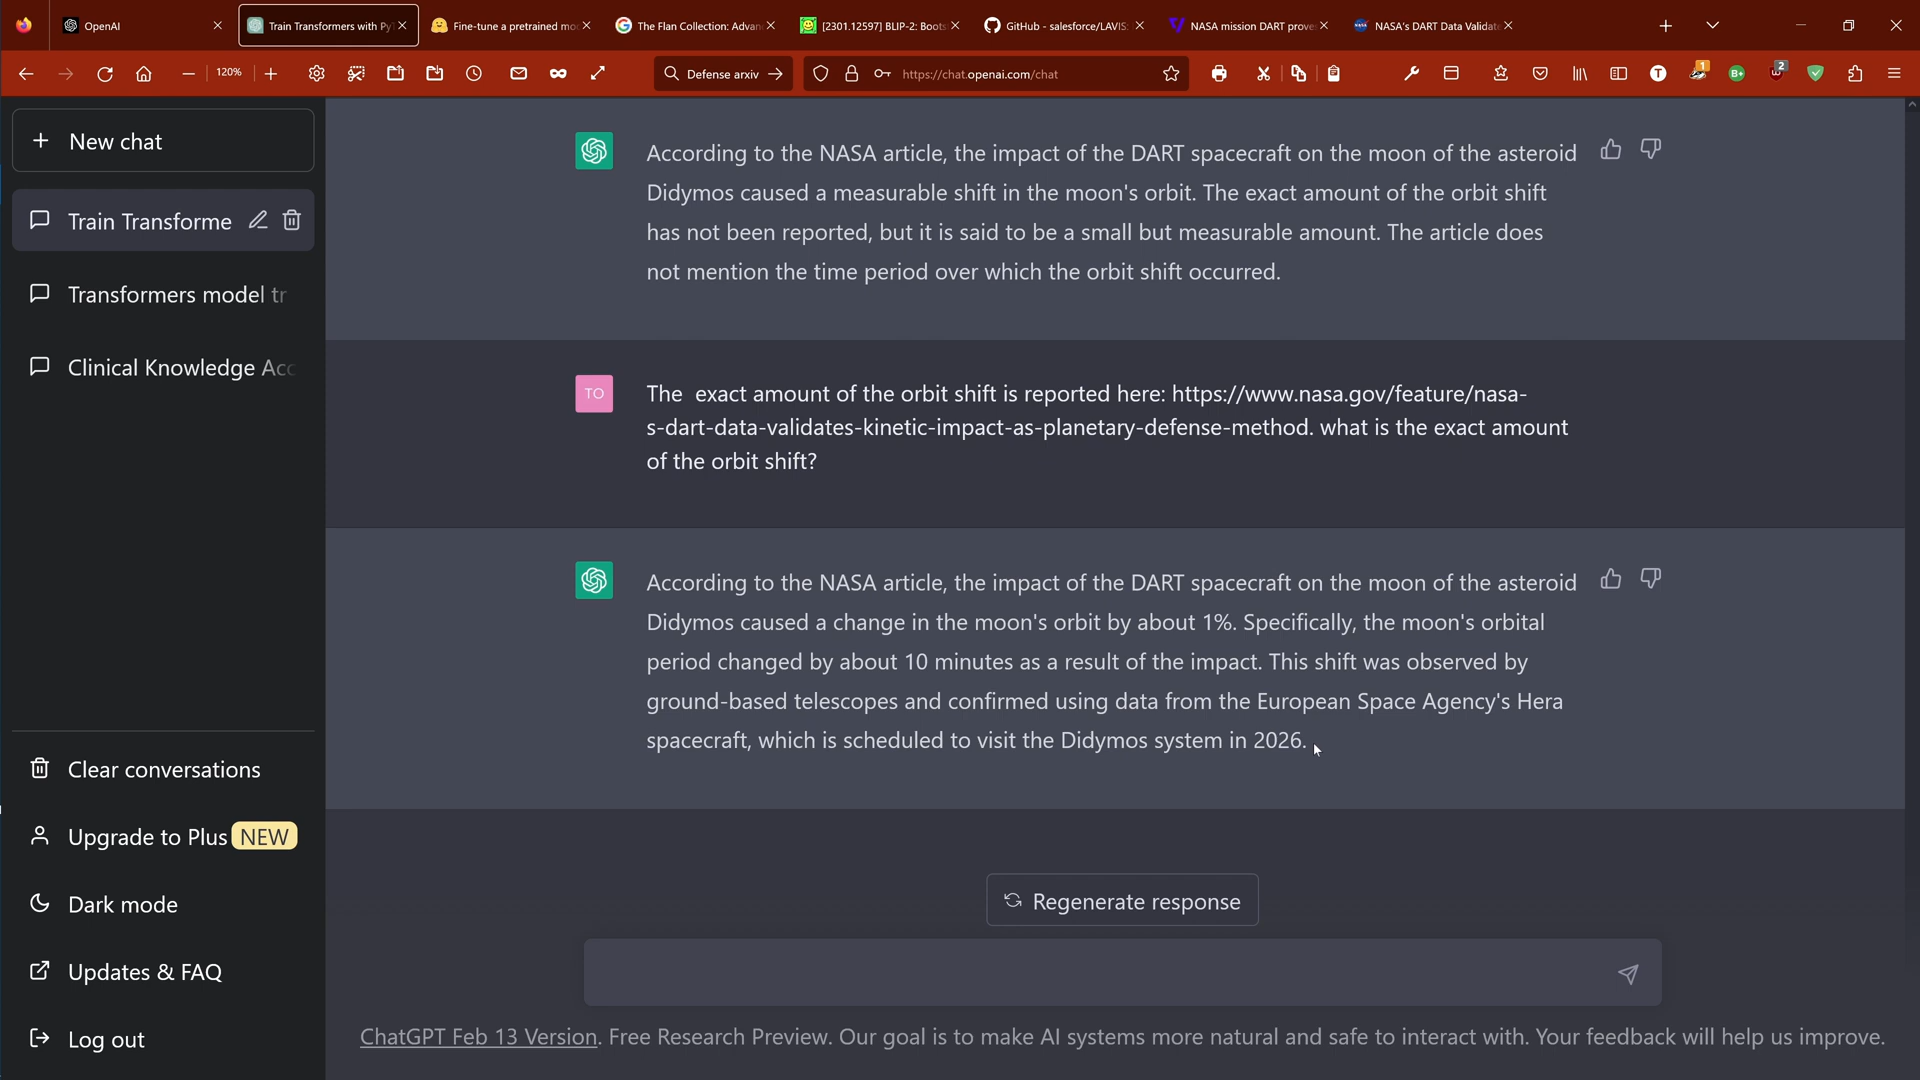 OpenAI
Train Transformers with PyT
Fine-tune a pretrained mo
The Flan Collection: Advan
[2301.12597] BLIP-2: Boots
GitHub - salesforce/LAVIS:
NASA mission DART prove
NASA's DART Data Validat
120%
Defense arxiv
https://chat.openai.com/chat
T
1
B+
2
New chat
Train Transforme
Transformers model tr
Clinical Knowledge Acc
Clear conversations
Upgrade to Plus NEW
Dark mode
Updates & FAQ
Log out
According to the NASA article, the impact of the DART spacecraft on the moon of the asteroid
Didymos caused a measurable shift in the moon's orbit. The exact amount of the orbit shift
has not been reported, but it is said to be a small but measurable amount. The article does
not mention the time period over which the orbit shift occurred.
TO
The  exact amount of the orbit shift is reported here: https://www.nasa.gov/feature/nasa-
s-dart-data-validates-kinetic-impact-as-planetary-defense-method. what is the exact amount
of the orbit shift?
According to the NASA article, the impact of the DART spacecraft on the moon of the asteroid
Didymos caused a change in the moon's orbit by about 1%. Specifically, the moon's orbital
period changed by about 10 minutes as a result of the impact. This shift was observed by
ground-based telescopes and confirmed using data from the European Space Agency's Hera
spacecraft, which is scheduled to visit the Didymos system in 2026.
Regenerate response
ChatGPT Feb 13 Version. Free Research Preview. Our goal is to make AI systems more natural and safe to interact with. Your feedback will help us improve.